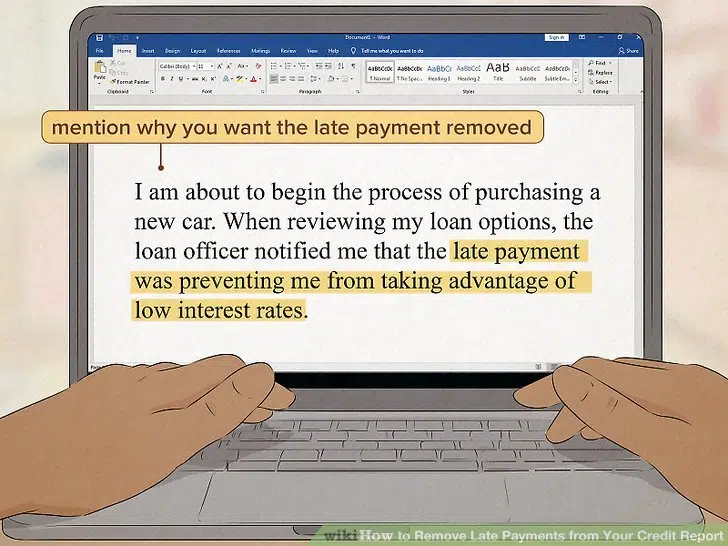 Document1 - Word
Sign in
File Home Insert Design Layout References Mailings Review View Help Tell me what you want to do Share
Paste
Cut
Copy
Format Painter
Clipboard
Calibri (Body) 11
Font
Paragraph
AaBbCcDc AaBbCcDc AaBbCc AaBbCcC AaB AaBbCcC AaBbCcDc
1 Normal 1 No Spac... Heading 1 Heading 2 Title Subtitle Subtle Em...
Styles
Find
Replace
Select
Editing
mention why you want the late payment removed
I am about to begin the process of purchasing a
new car. When reviewing my loan options, the
loan officer notified me that the late payment
was preventing me from taking advantage of
low interest rates.
wikiHow to Remove Late Payments from Your Credit Report